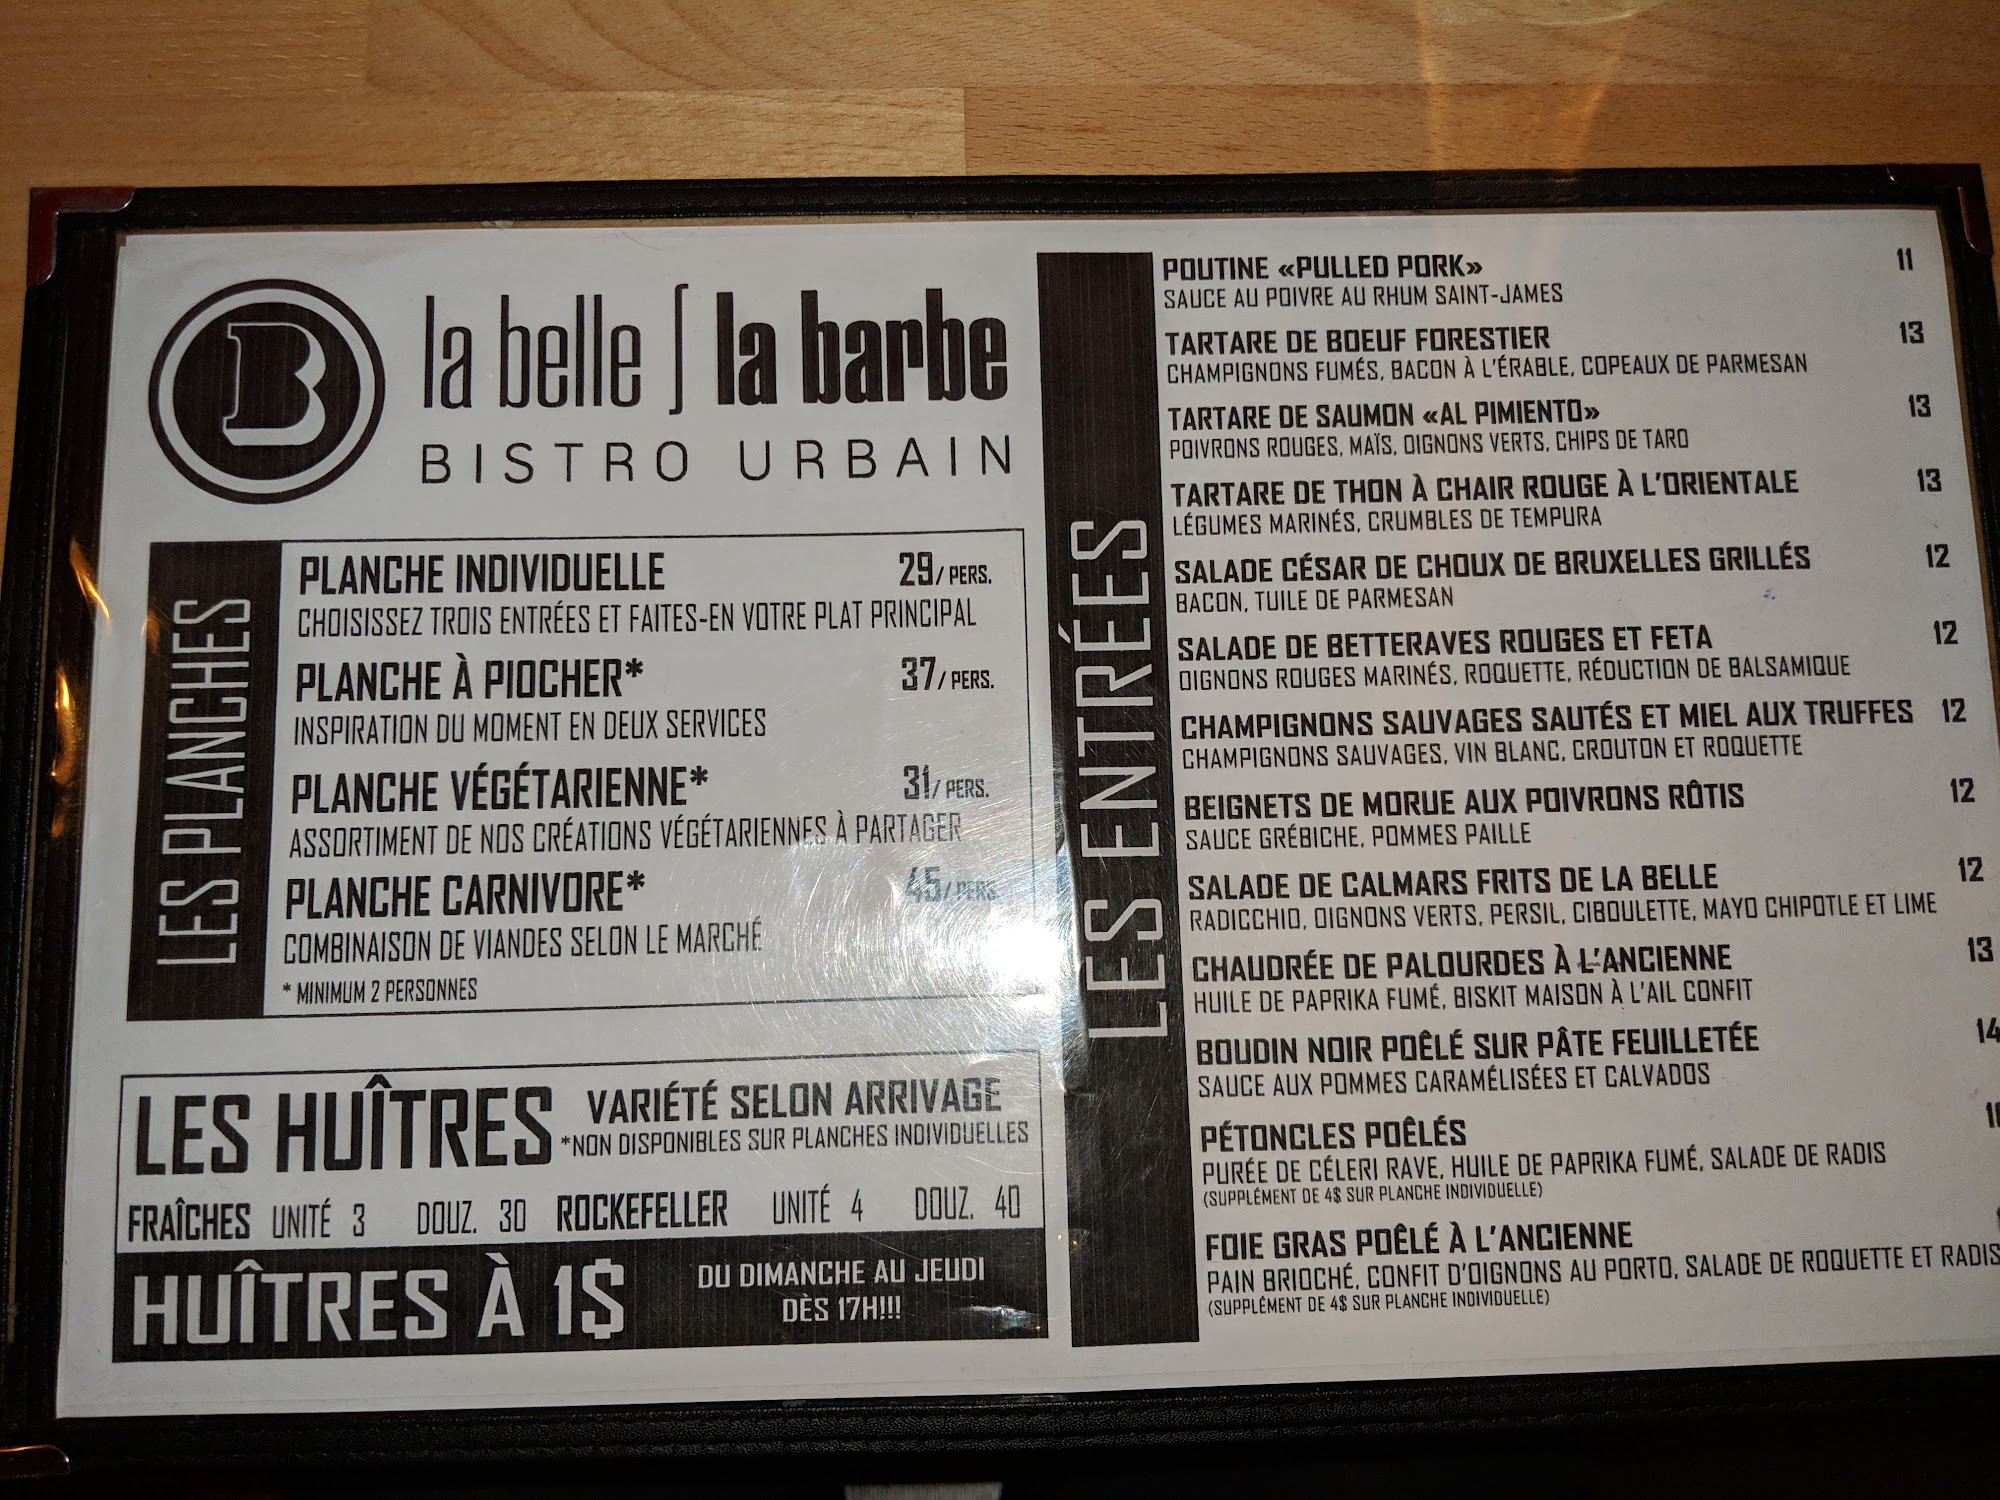 B
la belle ∫ la barbe
BISTRO URBAIN
LES PLANCHES
PLANCHE INDIVIDUELLE 29/ PERS.
CHOISISSEZ TROIS ENTRÉES ET FAITES-EN VOTRE PLAT PRINCIPAL
PLANCHE À PIOCHER* 37/ PERS.
INSPIRATION DU MOMENT EN DEUX SERVICES
PLANCHE VÉGÉTARIENNE* 31/ PERS.
ASSORTIMENT DE NOS CRÉATIONS VÉGÉTARIENNES À PARTAGER
PLANCHE CARNIVORE* 45/ PERS.
COMBINAISON DE VIANDES SELON LE MARCHÉ
* MINIMUM 2 PERSONNES
LES HUÎTRES VARIÉTÉ SELON ARRIVAGE
*NON DISPONIBLES SUR PLANCHES INDIVIDUELLES
FRAÎCHES UNITÉ 3 DOUZ. 30 ROCKEFELLER UNITÉ 4 DOUZ. 40
HUÎTRES À 1$ DU DIMANCHE AU JEUDI
DÈS 17H!!!
LES ENTRÉES
POUTINE «PULLED PORK» 11
SAUCE AU POIVRE AU RHUM SAINT-JAMES
TARTARE DE BOEUF FORESTIER 13
CHAMPIGNONS FUMÉS, BACON À L'ÉRABLE, COPEAUX DE PARMESAN
TARTARE DE SAUMON «AL PIMIENTO» 13
POIVRONS ROUGES, MAÏS, OIGNONS VERTS, CHIPS DE TARO
TARTARE DE THON À CHAIR ROUGE À L'ORIENTALE 13
LÉGUMES MARINÉS, CRUMBLES DE TEMPURA
SALADE CÉSAR DE CHOUX DE BRUXELLES GRILLÉS 12
BACON, TUILE DE PARMESAN
SALADE DE BETTERAVES ROUGES ET FETA 12
OIGNONS ROUGES MARINÉS, ROQUETTE, RÉDUCTION DE BALSAMIQUE
CHAMPIGNONS SAUVAGES SAUTÉS ET MIEL AUX TRUFFES 12
CHAMPIGNONS SAUVAGES, VIN BLANC, CROUTON ET ROQUETTE
BEIGNETS DE MORUE AUX POIVRONS RÔTIS 12
SAUCE GRÉBICHE, POMMES PAILLE
SALADE DE CALMARS FRITS DE LA BELLE 12
RADICCHIO, OIGNONS VERTS, PERSIL, CIBOULETTE, MAYO CHIPOTLE ET LIME
CHAUDRÉE DE PALOURDES À L'ANCIENNE 13
HUILE DE PAPRIKA FUMÉ, BISKIT MAISON À L'AIL CONFIT
BOUDIN NOIR POÊLÉ SUR PÂTE FEUILLETÉE 14
SAUCE AUX POMMES CARAMÉLISÉES ET CALVADOS
PÉTONCLES POÊLÉS
PURÉE DE CÉLERI RAVE, HUILE DE PAPRIKA FUMÉ, SALADE DE RADIS
(SUPPLÉMENT DE 4$ SUR PLANCHE INDIVIDUELLE)
FOIE GRAS POÊLÉ À L'ANCIENNE
PAIN BRIOCHÉ, CONFIT D'OIGNONS AU PORTO, SALADE DE ROQUETTE ET RADIS
(SUPPLÉMENT DE 4$ SUR PLANCHE INDIVIDUELLE)